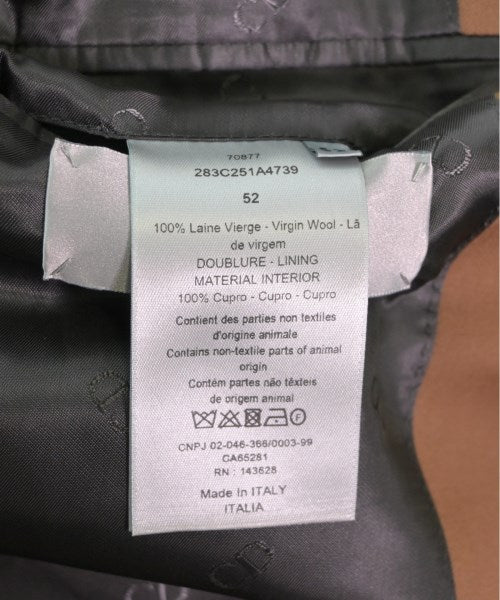 70877
283C251A4739
52
100% Laine Vierge - Virgin Wool - Lã
de virgem
DOUBLURE - LINING
MATERIAL INTERIOR
100% Cupro - Cupro - Cupro
Contient des parties non textiles
d'origine animale
Contains non-textile parts of animal
origin
Contém partes não têxteis
de origem animal
CNPJ 02-046-366/0003-99
CA65281
RN : 143628
Made in ITALY
ITALIA